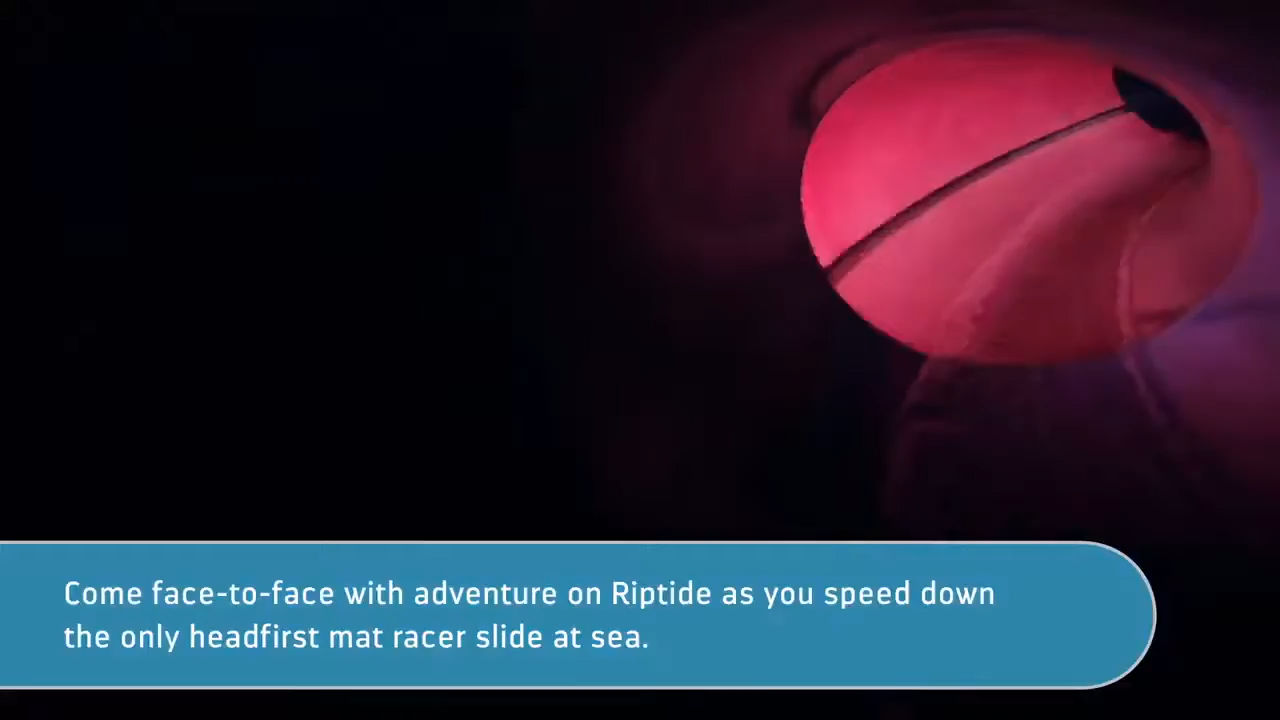 Come face-to-face with adventure on Riptide as you speed down
the only headfirst mat racer slide at sea.